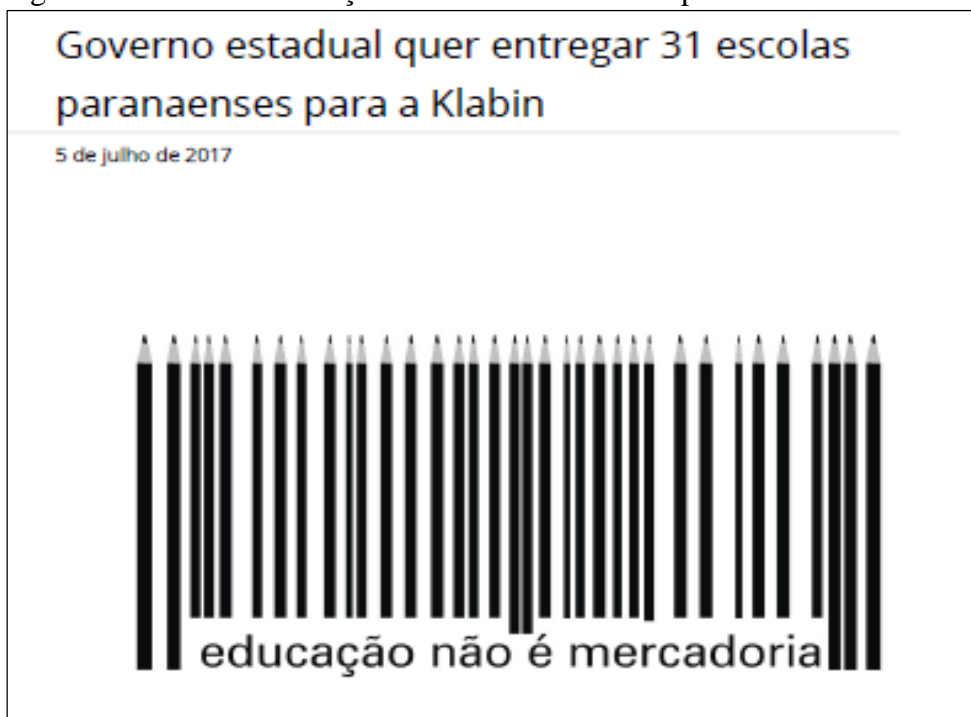 Governo estadual quer entregar 31 escolas
paranaenses para a Klabin
5 de julho de 2017
educação não é mercadoria